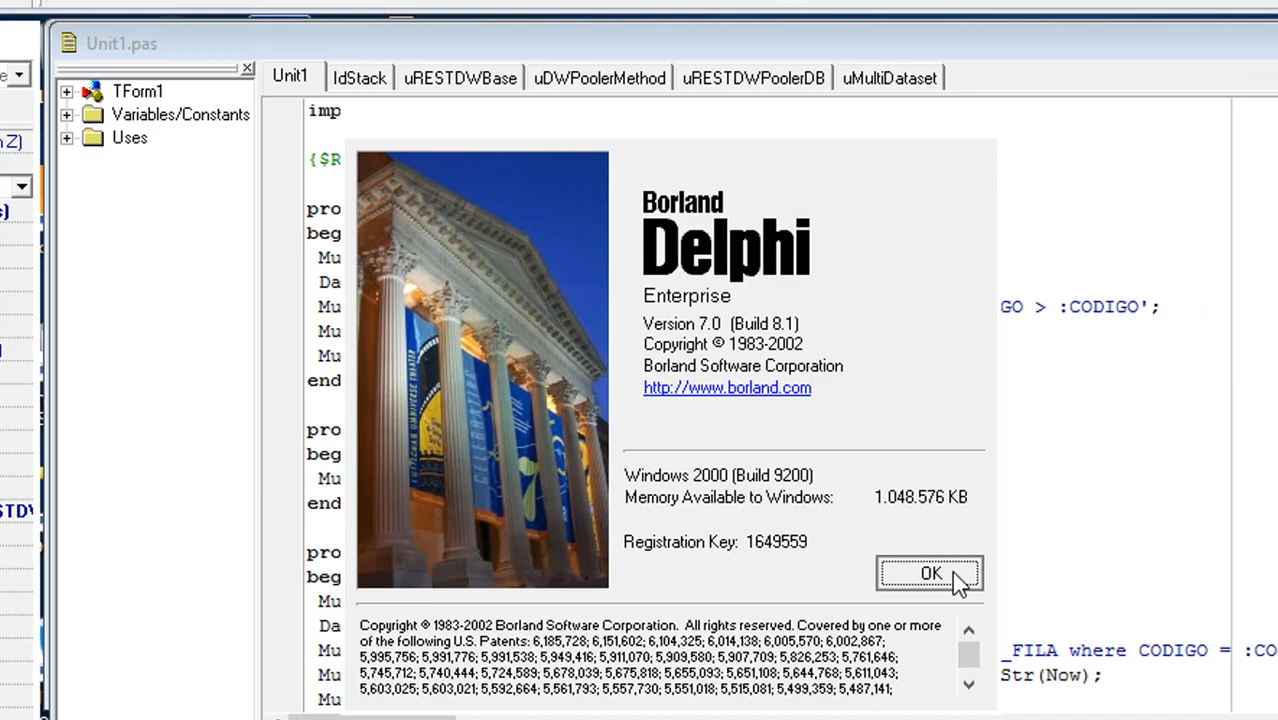 Unit1.pas
Unit1 IdStack uRESTDWBase uDWPoolerMethod uRESTDWPoolerDB uMultiDataset
TForm1
Variables/Constants
Uses
n Z)
s)
STDW
imp
{$R
pro
beg
Mu
Da
Mu
Mu
Mu
end
pro
beg
Mu
end
pro
beg
Mu
Da
Mu
Mu
Mu
GO > :CODIGO';
_FILA where CODIGO = :CO
Str(Now);
Borland
Delphi
Enterprise
Version 7.0 (Build 8.1)
Copyright © 1983-2002
Borland Software Corporation
http://www.borland.com
Windows 2000 (Build 9200)
Memory Available to Windows: 1.048.576 KB
Registration Key: 1649559
OK
Copyright © 1983-2002 Borland Software Corporation. All rights reserved. Covered by one or more
of the following U.S. Patents: 6,185,728; 6,151,602; 6,104,325; 6,014,138; 6,005,570; 6,002,867;
5,995,756; 5,991,776; 5,991,538; 5,949,416; 5,911,070; 5,909,580; 5,907,709; 5,826,253; 5,761,646;
5,745,712; 5,740,444; 5,724,589; 5,678,039; 5,675,818; 5,655,093; 5,651,108; 5,644,768; 5,611,043;
5,603,025; 5,603,021; 5,592,664; 5,561,793; 5,557,730; 5,551,018; 5,515,081; 5,499,359; 5,487,141;